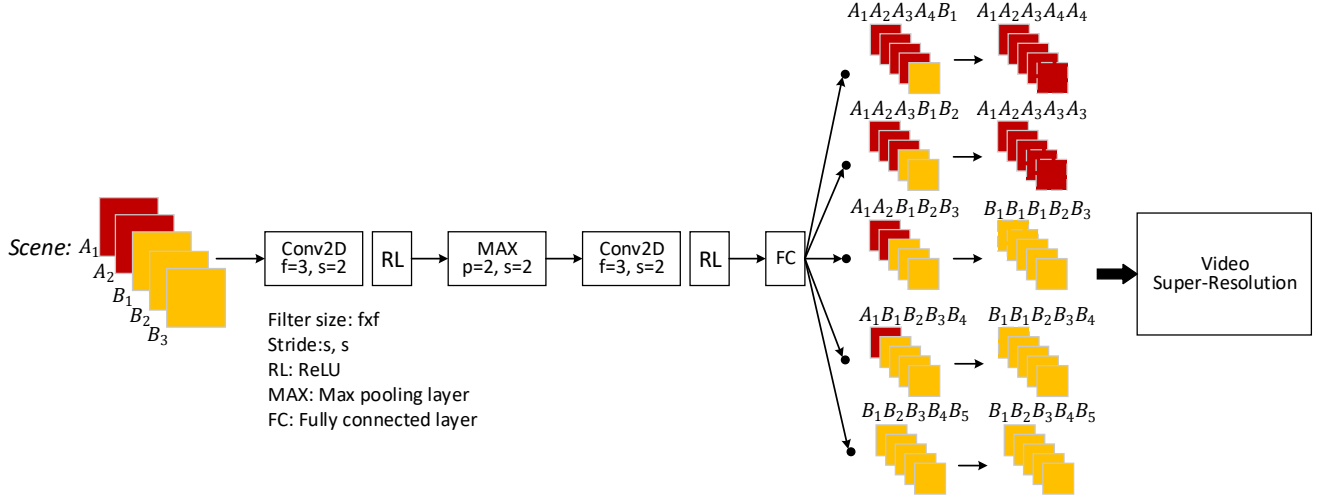 Scene:
A₁
A₂
B₁
B₂
B₃
Conv2D
f=3, s=2
RL
MAX
p=2, s=2
Conv2D
f=3, s=2
RL
FC
Filter size: fxf
Stride:s, s
RL: ReLU
MAX: Max pooling layer
FC: Fully connected layer
A₁A₂A₃A₄B₁
A₁A₂A₃A₄A₄
A₁A₂A₃B₁B₂
A₁A₂A₃A₃A₃
A₁A₂B₁B₂B₃
B₁B₁B₁B₂B₃
A₁B₁B₂B₃B₄
B₁B₁B₂B₃B₄
B₁B₂B₃B₄B₅
B₁B₂B₃B₄B₅
Video
Super-Resolution